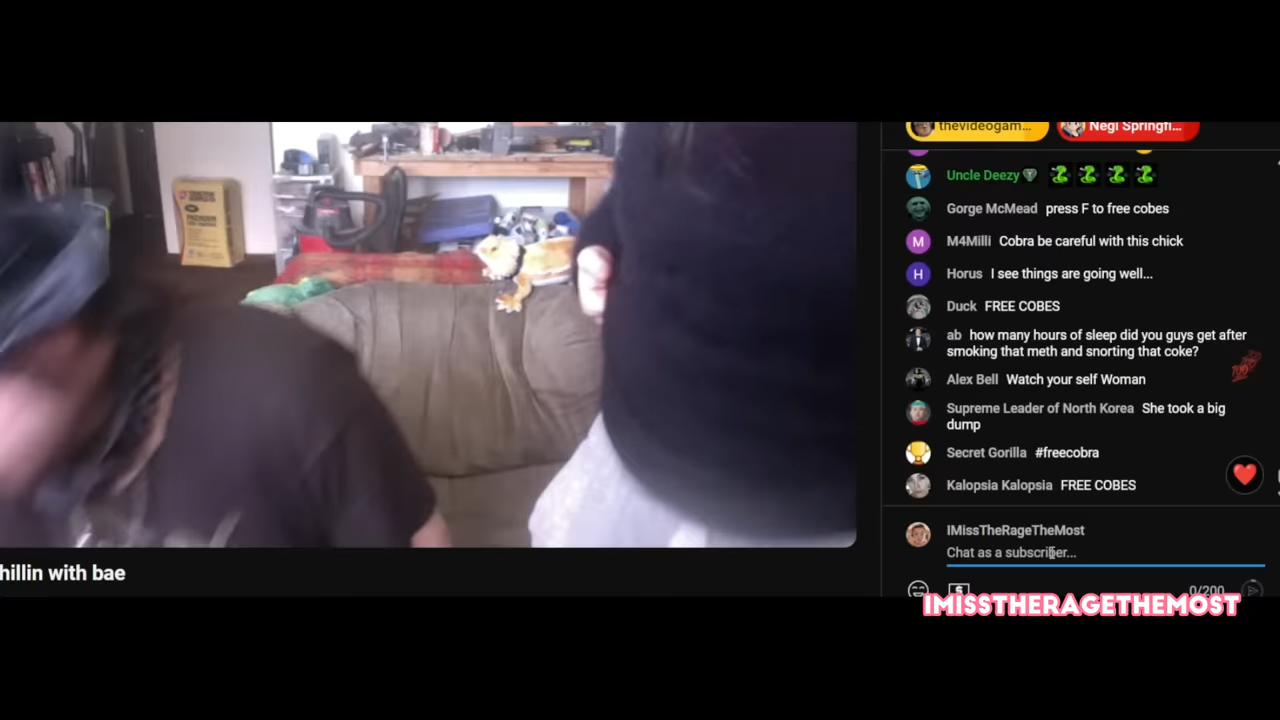 thevideogam...
Negi Springfi...
Uncle Deezy
Gorge McMead press F to free cobes
M
M4Milli Cobra be careful with this chick
H
Horus I see things are going well...
Duck FREE COBES
ab how many hours of sleep did you guys get after
smoking that meth and snorting that coke?
100
Alex Bell Watch your self Woman
Supreme Leader of North Korea She took a big
dump
Secret Gorilla #freecobra
Kalopsia Kalopsia FREE COBES
IMissTheRageTheMost
Chat as a subscriber...
0/200
IMISSTHERAGETHEMOST
hillin with bae